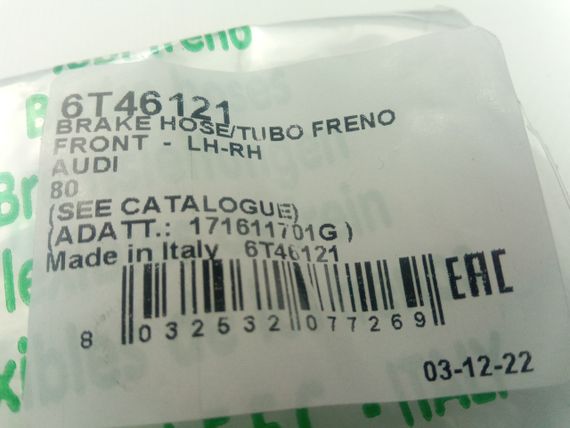 Freno
6T46121
BRAKE HOSE/TUBO FRENO
FRONT - LH-RH
AUDI
80
(SEE CATALOGUE)
(ADATT.: 171611701G )
Made in Italy 6T46121
EAC
8 032532 077269
03-12-22